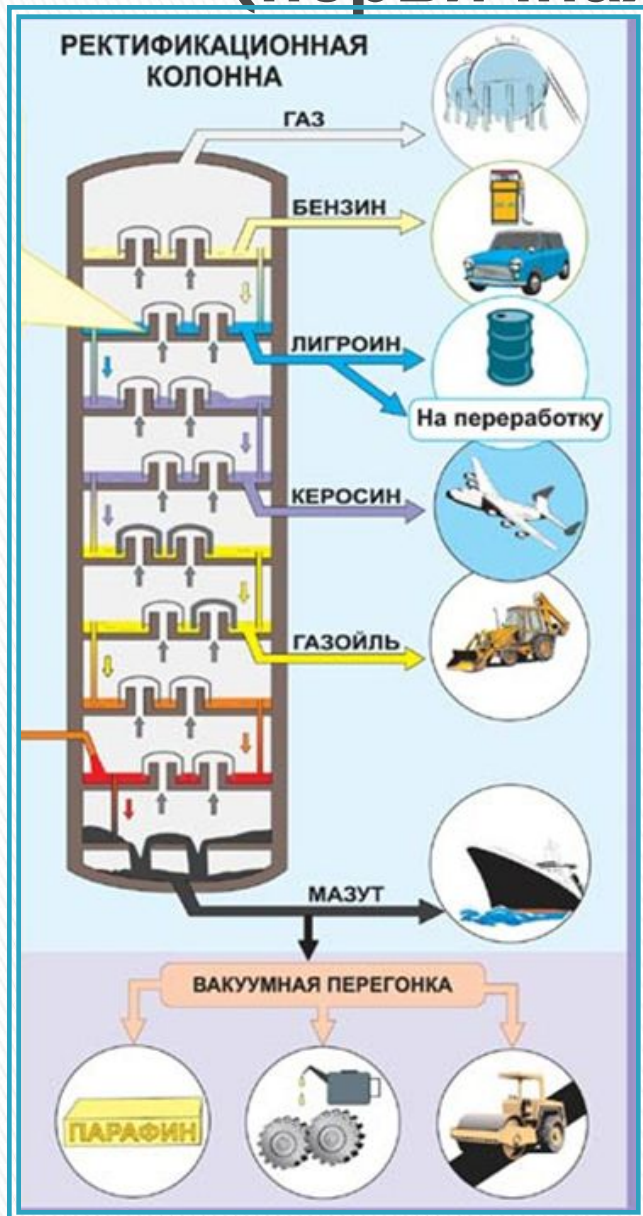 РЕКТИФИКАЦИОННАЯ
КОЛОННА
ГАЗ
БЕНЗИН
ЛИГРОИН
На переработку
КЕРОСИН
ГАЗОЙЛЬ
МАЗУТ
ВАКУУМНАЯ ПЕРЕГОНКА
ПАРАФИН